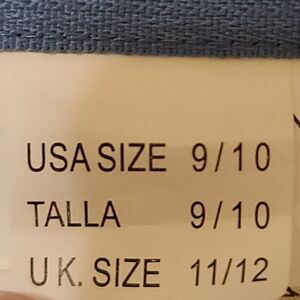 USA SIZE 9/10
TALLA 9/10
U K. SIZE 11/12